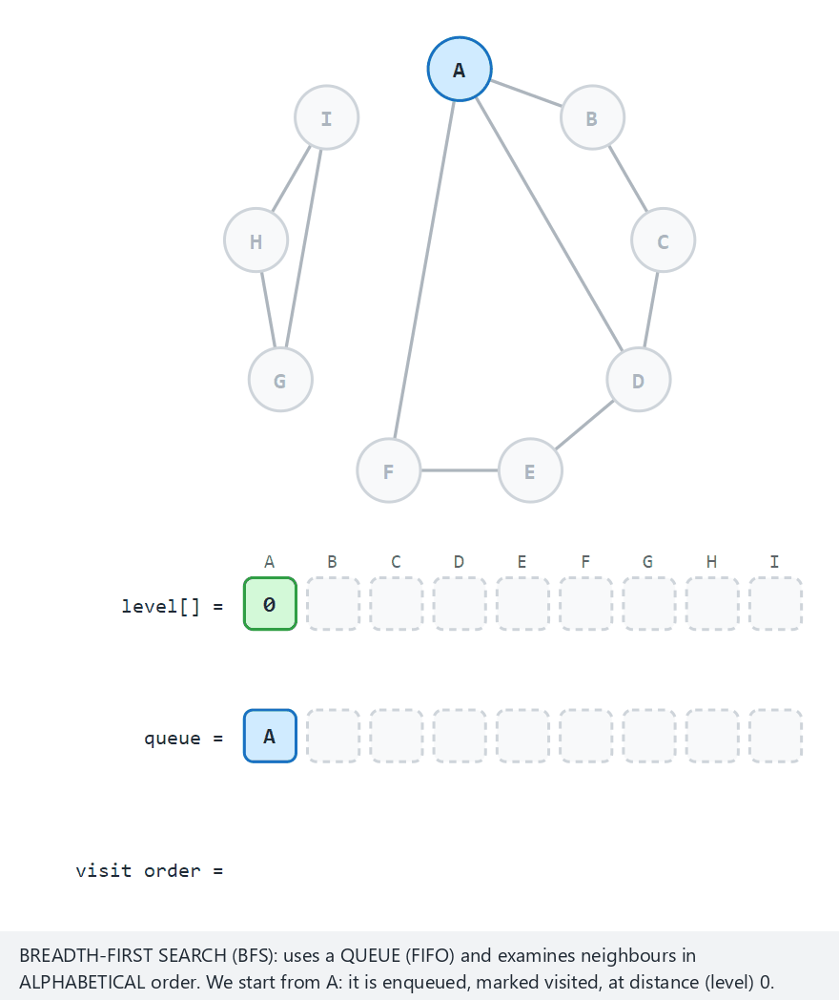 A
I
B
H
C
G
D
F
E
A B C D E F G H I
level[] = 0
queue = A
visit order =
BREADTH-FIRST SEARCH (BFS): uses a QUEUE (FIFO) and examines neighbours in
ALPHABETICAL order. We start from A: it is enqueued, marked visited, at distance (level) 0.